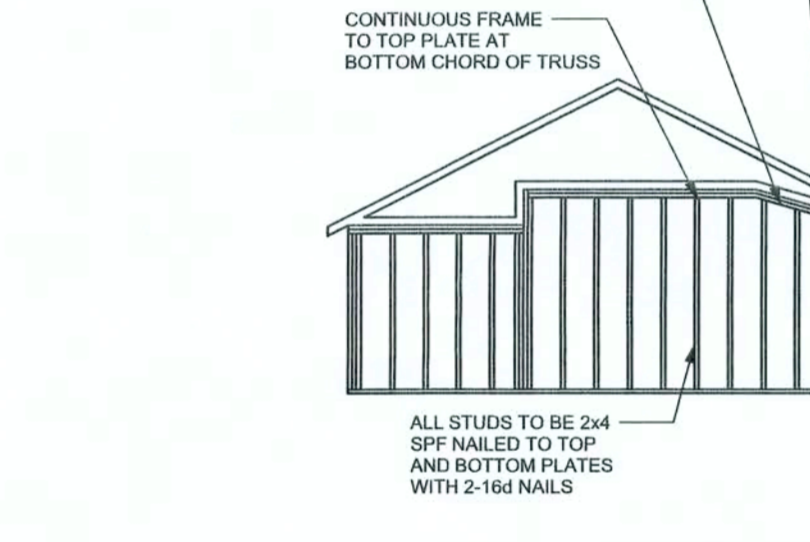 CONTINUOUS FRAME
TO TOP PLATE AT
BOTTOM CHORD OF TRUSS
ALL STUDS TO BE 2x4
SPF NAILED TO TOP
AND BOTTOM PLATES
WITH 2-16d NAILS